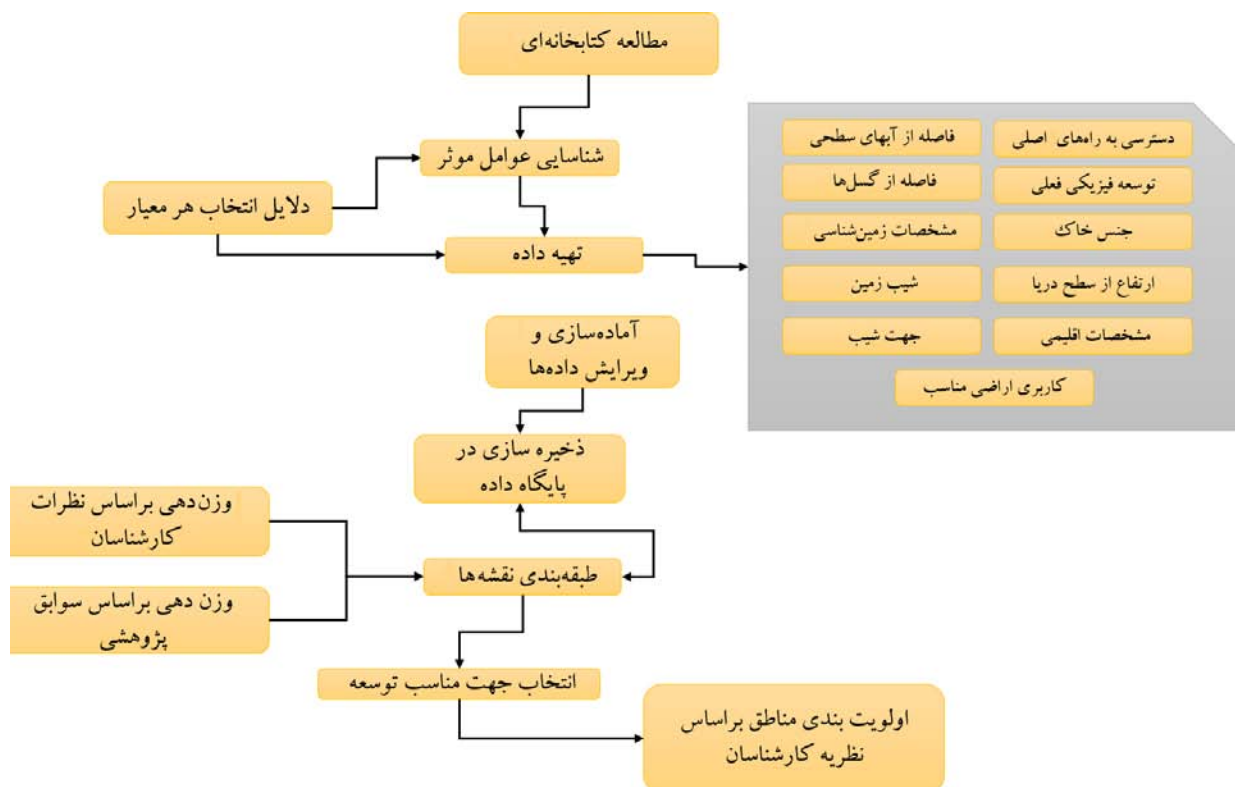 مطالعه کتابخانه‌ای
شناسایی عوامل موثر
دلایل انتخاب هر معیار
تهیه داده
دسترسی به راه‌های اصلی
فاصله از آبهای سطحی
توسعه فیزیکی فعلی
فاصله از گسل‌ها
جنس خاک
مشخصات زمین‌شناسی
ارتفاع از سطح دریا
شیب زمین
مشخصات اقلیمی
جهت شیب
کاربری اراضی مناسب
آماده‌سازی و
ویرایش داده‌ها
ذخیره سازی در
پایگاه داده
وزن‌دهی براساس نظرات
کارشناسان
طبقه‌بندی نقشه‌ها
وزن دهی براساس سوابق
پژوهشی
انتخاب جهت مناسب توسعه
اولویت بندی مناطق براساس
نظریه کارشناسان